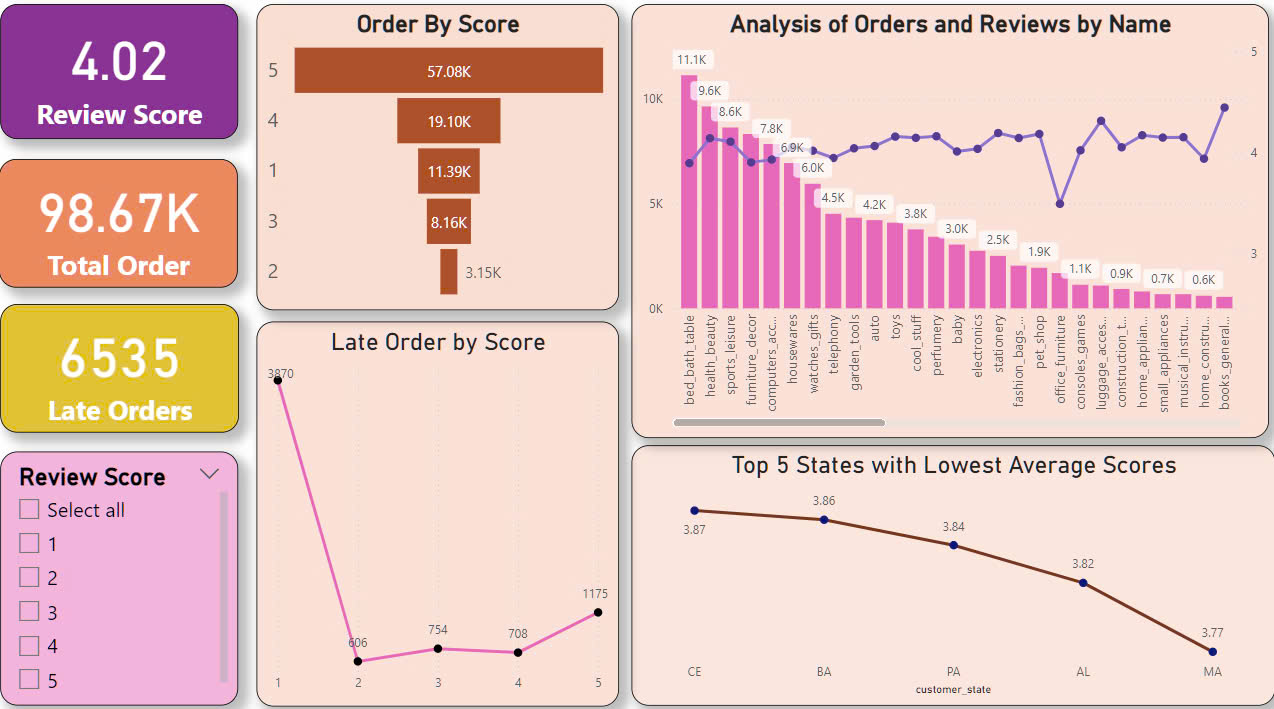 4.02
Review Score
98.67K
Total Order
6535
Late Orders
Review Score
Select all
1
2
3
4
5
Order By Score
5
57.08K
4
19.10K
1
11.39K
3
8.16K
2
3.15K
Late Order by Score
3870
606
754
708
1175
1 2 3 4 5
Analysis of Orders and Reviews by Name
10K
5K
0K
5
4
3
11.1K
9.6K
8.6K
7.8K
6.9K
6.0K
4.5K
4.2K
3.8K
3.0K
2.5K
1.9K
1.1K
0.9K
0.7K
0.6K
bed_bath_table
health_beauty
sports_leisure
furniture_decor
computers_acc...
housewares
watches_gifts
telephony
garden_tools
auto
toys
cool_stuff
perfumery
baby
electronics
stationery
fashion_bags_...
pet_shop
office_furniture
consoles_games
luggage_acces...
construction_t...
home_applian...
small_appliances
musical_instru...
home_constru...
books_general...
Top 5 States with Lowest Average Scores
3.87
3.86
3.84
3.82
3.77
CE BA PA AL MA
customer_state